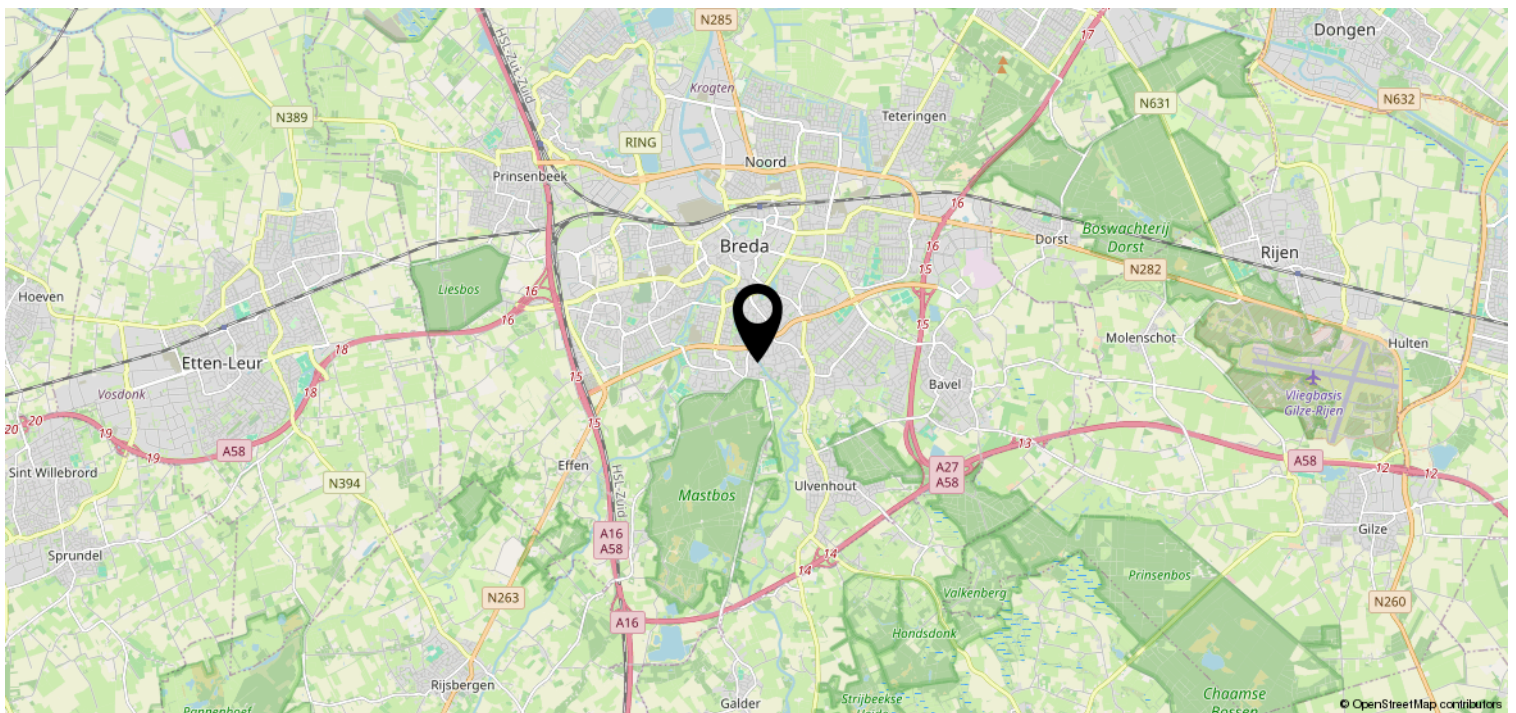 N285
Dongen
HSL-Zui-Zuid
17
Krogten
N631
N632
N389
Teteringen
RING
Noord
Prinsenbeek
16
Boswachterij
Dorst
Breda
16
Dorst
Rijen
15
N282
Hoeven
Liesbos
16
16
15
Molenschot
Hulten
18
Etten-Leur
15
Bavel
Vliegbasis
Gilze-Rijen
Vosdonk
18
20
20
19
15
13
A58
19
A58
12
12
Sint Willebrord
Effen
HSL-Zuid
A27
A58
N394
Mastbos
Ulvenhout
Gilze
A16
A58
Sprundel
14
14
Prinsenbos
N263
Valkenberg
N260
A16
Hondsdonk
Rijsbergen
Galder
Strijbeekse
Chaamse
Bossen
Pannenhoef
© OpenStreetMap contributors